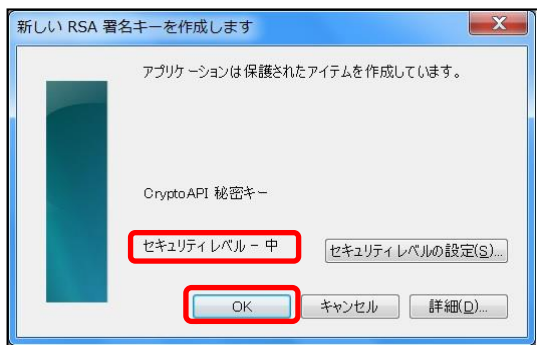 新しい RSA 署名キーを作成します
アプリケーションは保護されたアイテムを作成しています。
CryptoAPI 秘密キー
セキュリティ レベル - 中
セキュリティ レベルの設定(S)...
OK
キャンセル
詳細(D)...